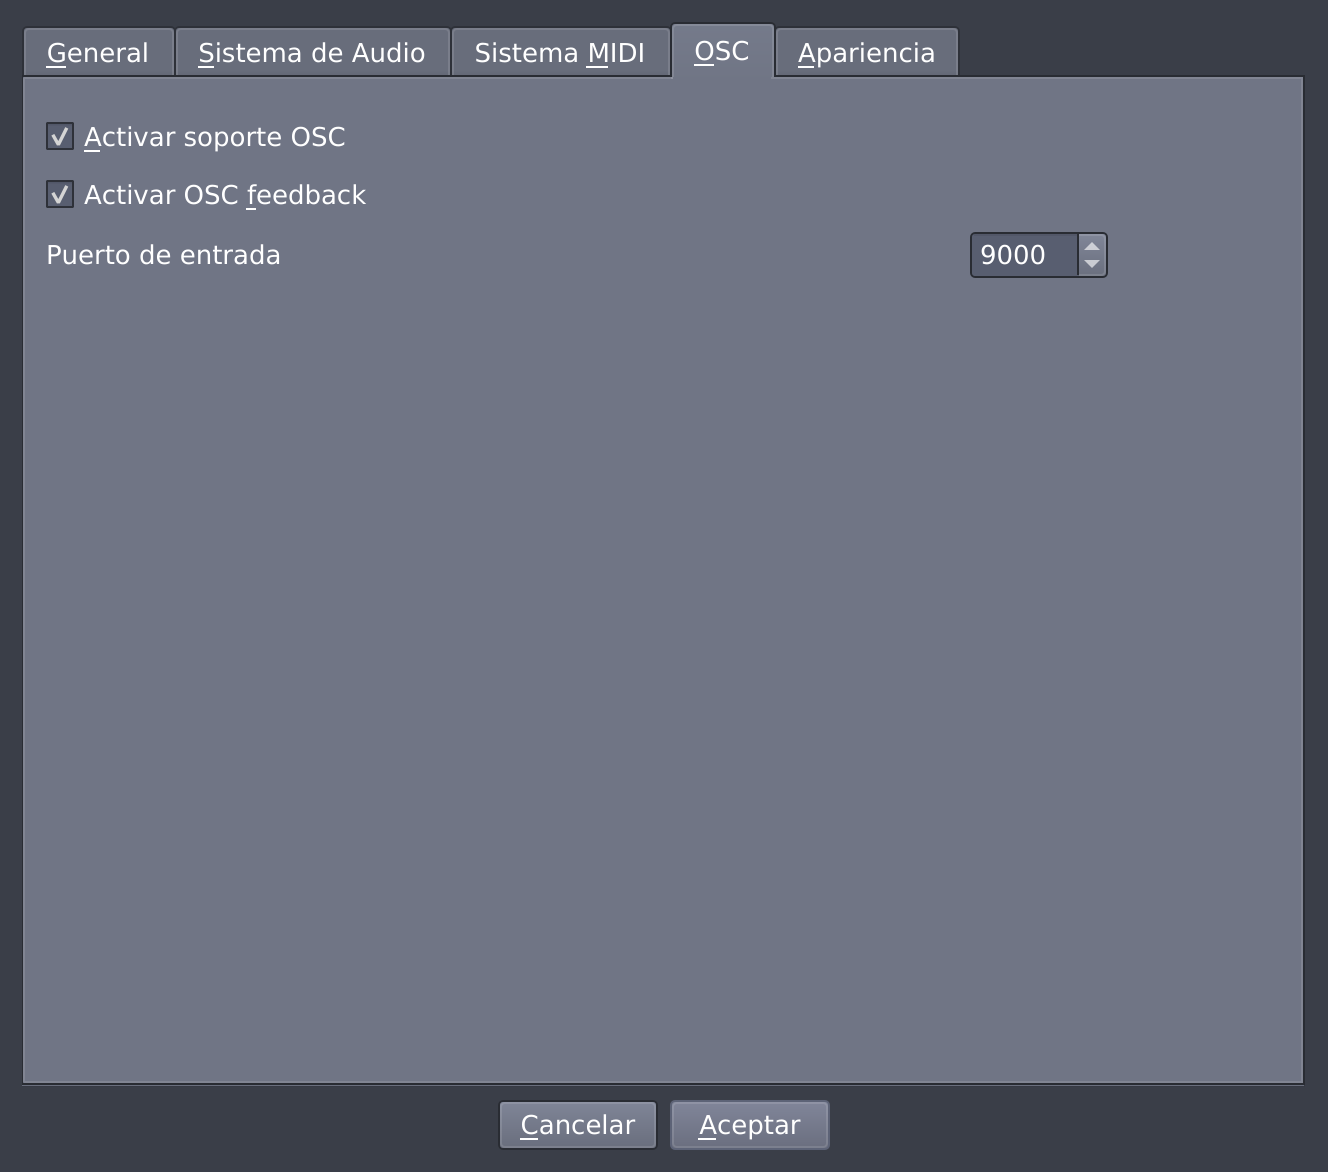 General Sistema de Audio Sistema MIDI OSC Apariencia
Activar soporte OSC
Activar OSC feedback
Puerto de entrada 9000
Cancelar Aceptar